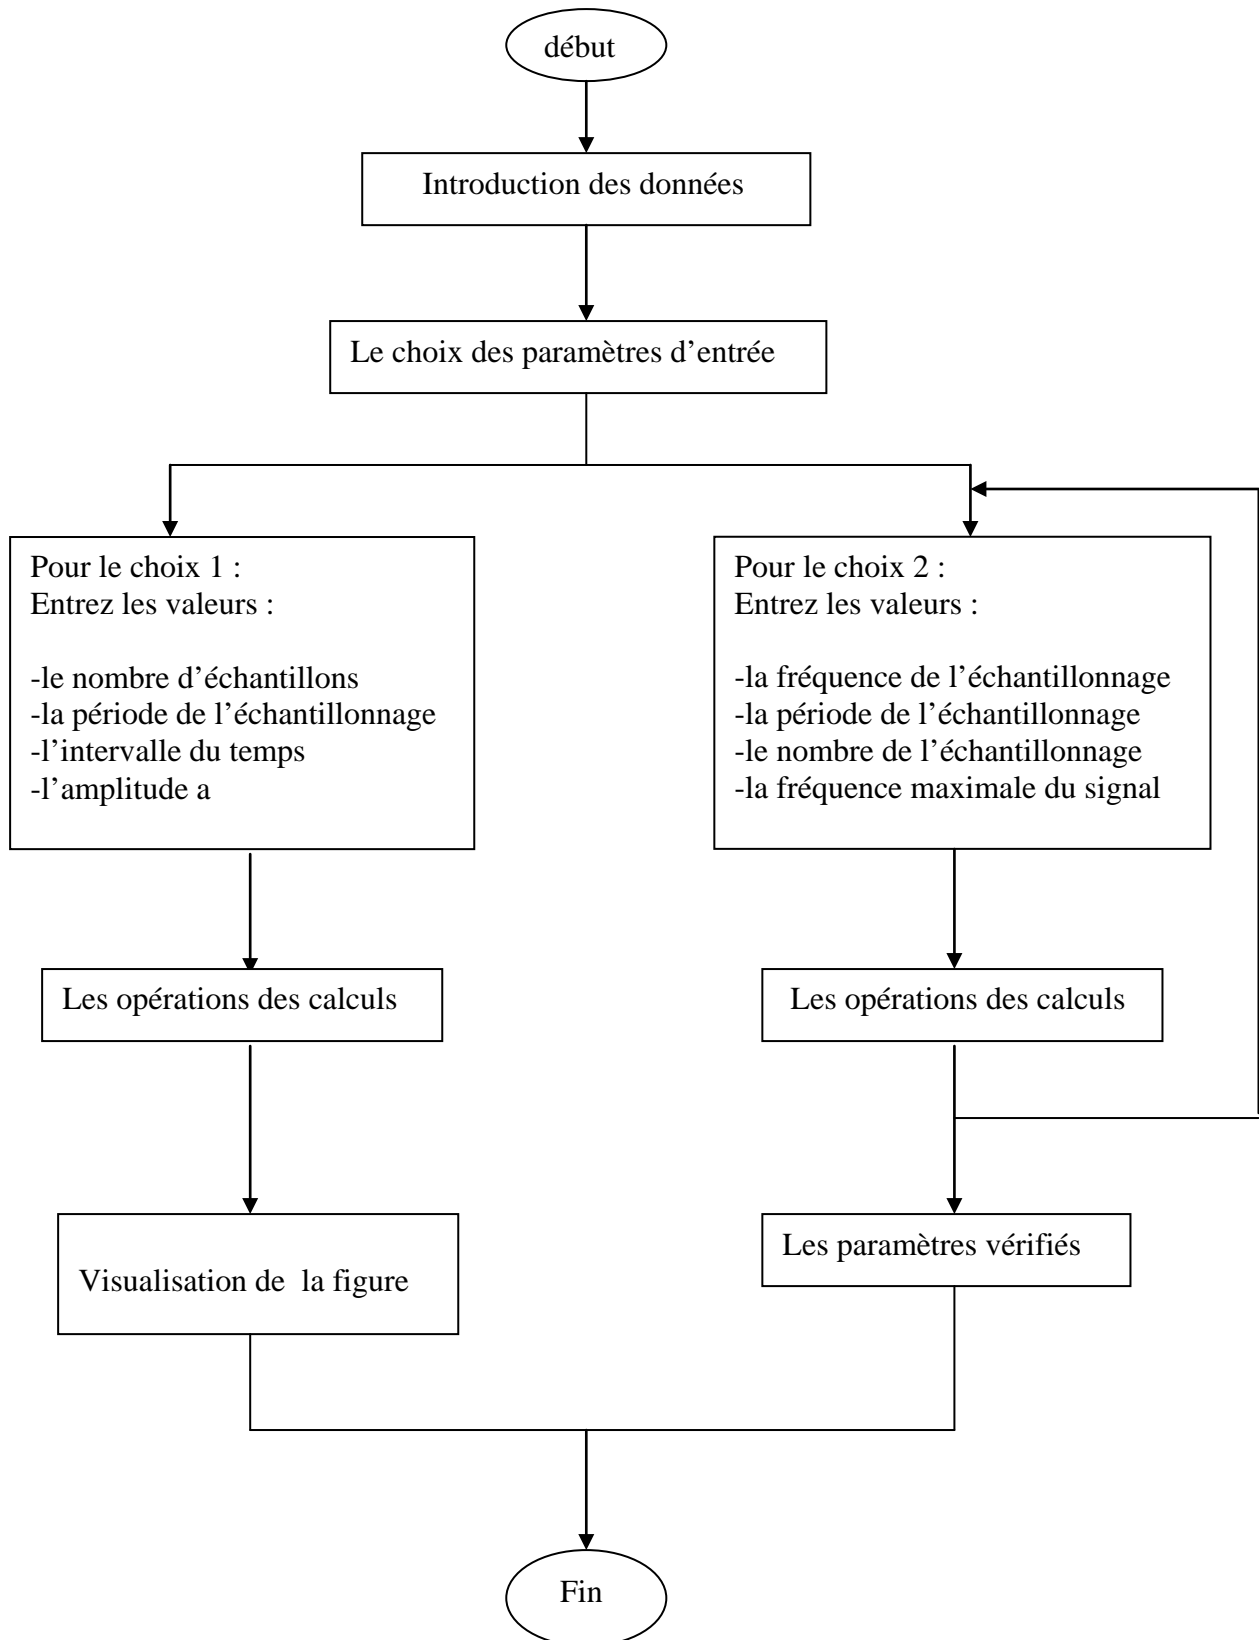 début
Introduction des données
Le choix des paramètres d’entrée
Pour le choix 1 :
Entrez les valeurs :
-le nombre d’échantillons
-la période de l’échantillonnage
-l’intervalle du temps
-l’amplitude a
Pour le choix 2 :
Entrez les valeurs :
-la fréquence de l’échantillonnage
-la période de l’échantillonnage
-le nombre de l’échantillonnage
-la fréquence maximale du signal
Les opérations des calculs
Les opérations des calculs
Visualisation de  la figure
Les paramètres vérifiés
Fin